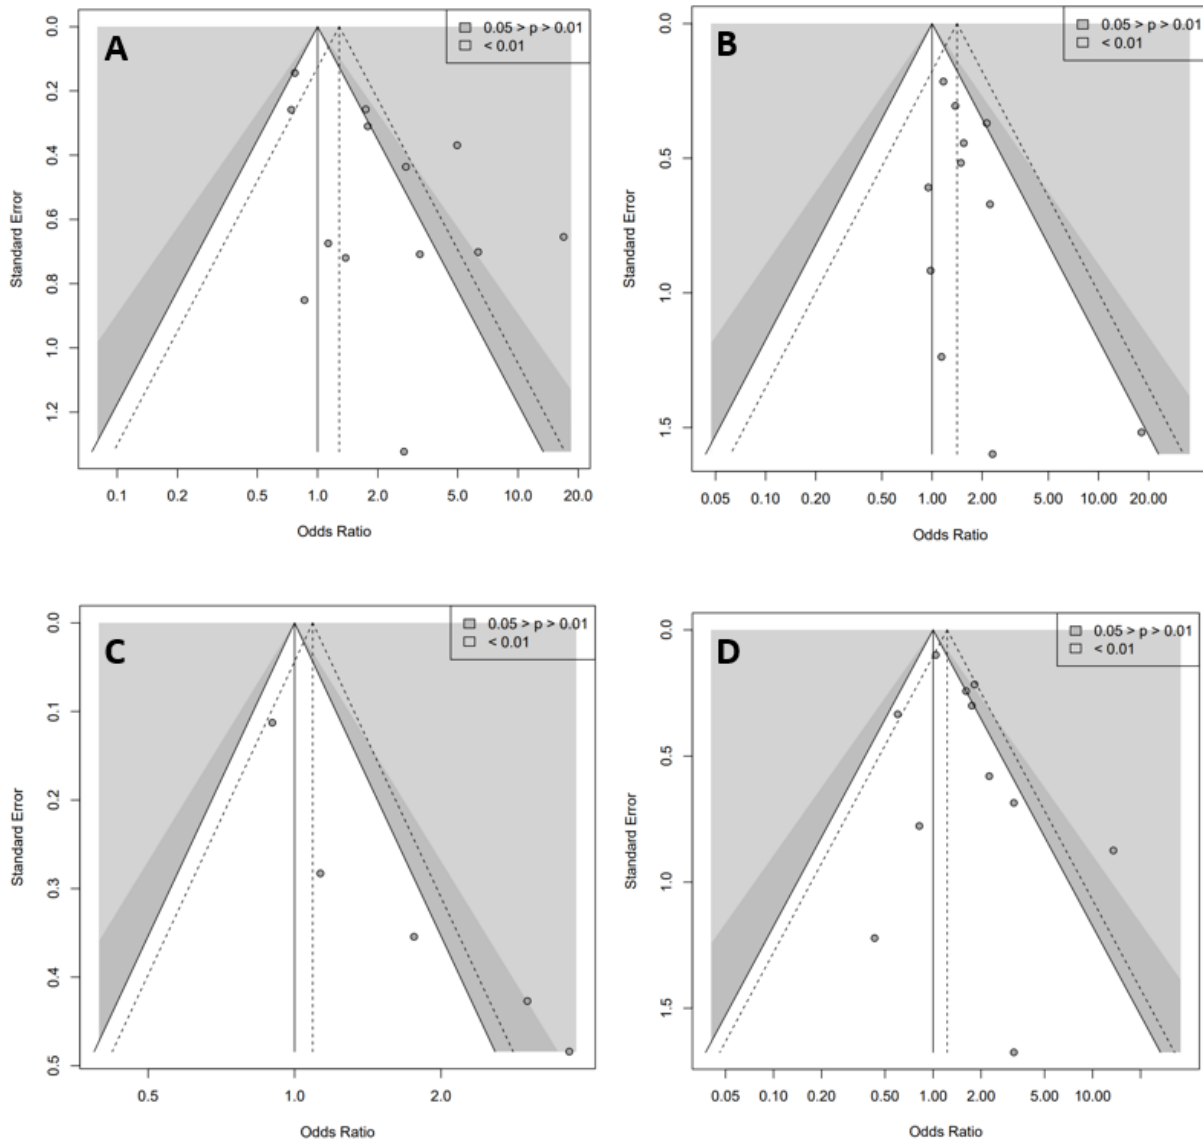 A
0.05 > p > 0.01
< 0.01
Standard Error
0.0
0.2
0.4
0.6
0.8
1.0
1.2
0.1 0.2 0.5 1.0 2.0 5.0 10.0 20.0
Odds Ratio
B
0.05 > p > 0.01
< 0.01
Standard Error
0.0
0.5
1.0
1.5
0.05 0.10 0.20 0.50 1.00 2.00 5.00 10.00 20.00
Odds Ratio
C
0.05 > p > 0.01
< 0.01
Standard Error
0.0
0.1
0.2
0.3
0.4
0.5
0.5 1.0 2.0
Odds Ratio
D
0.05 > p > 0.01
< 0.01
Standard Error
0.0
0.5
1.0
1.5
0.05 0.10 0.20 0.50 1.00 2.00 5.00 10.00
Odds Ratio